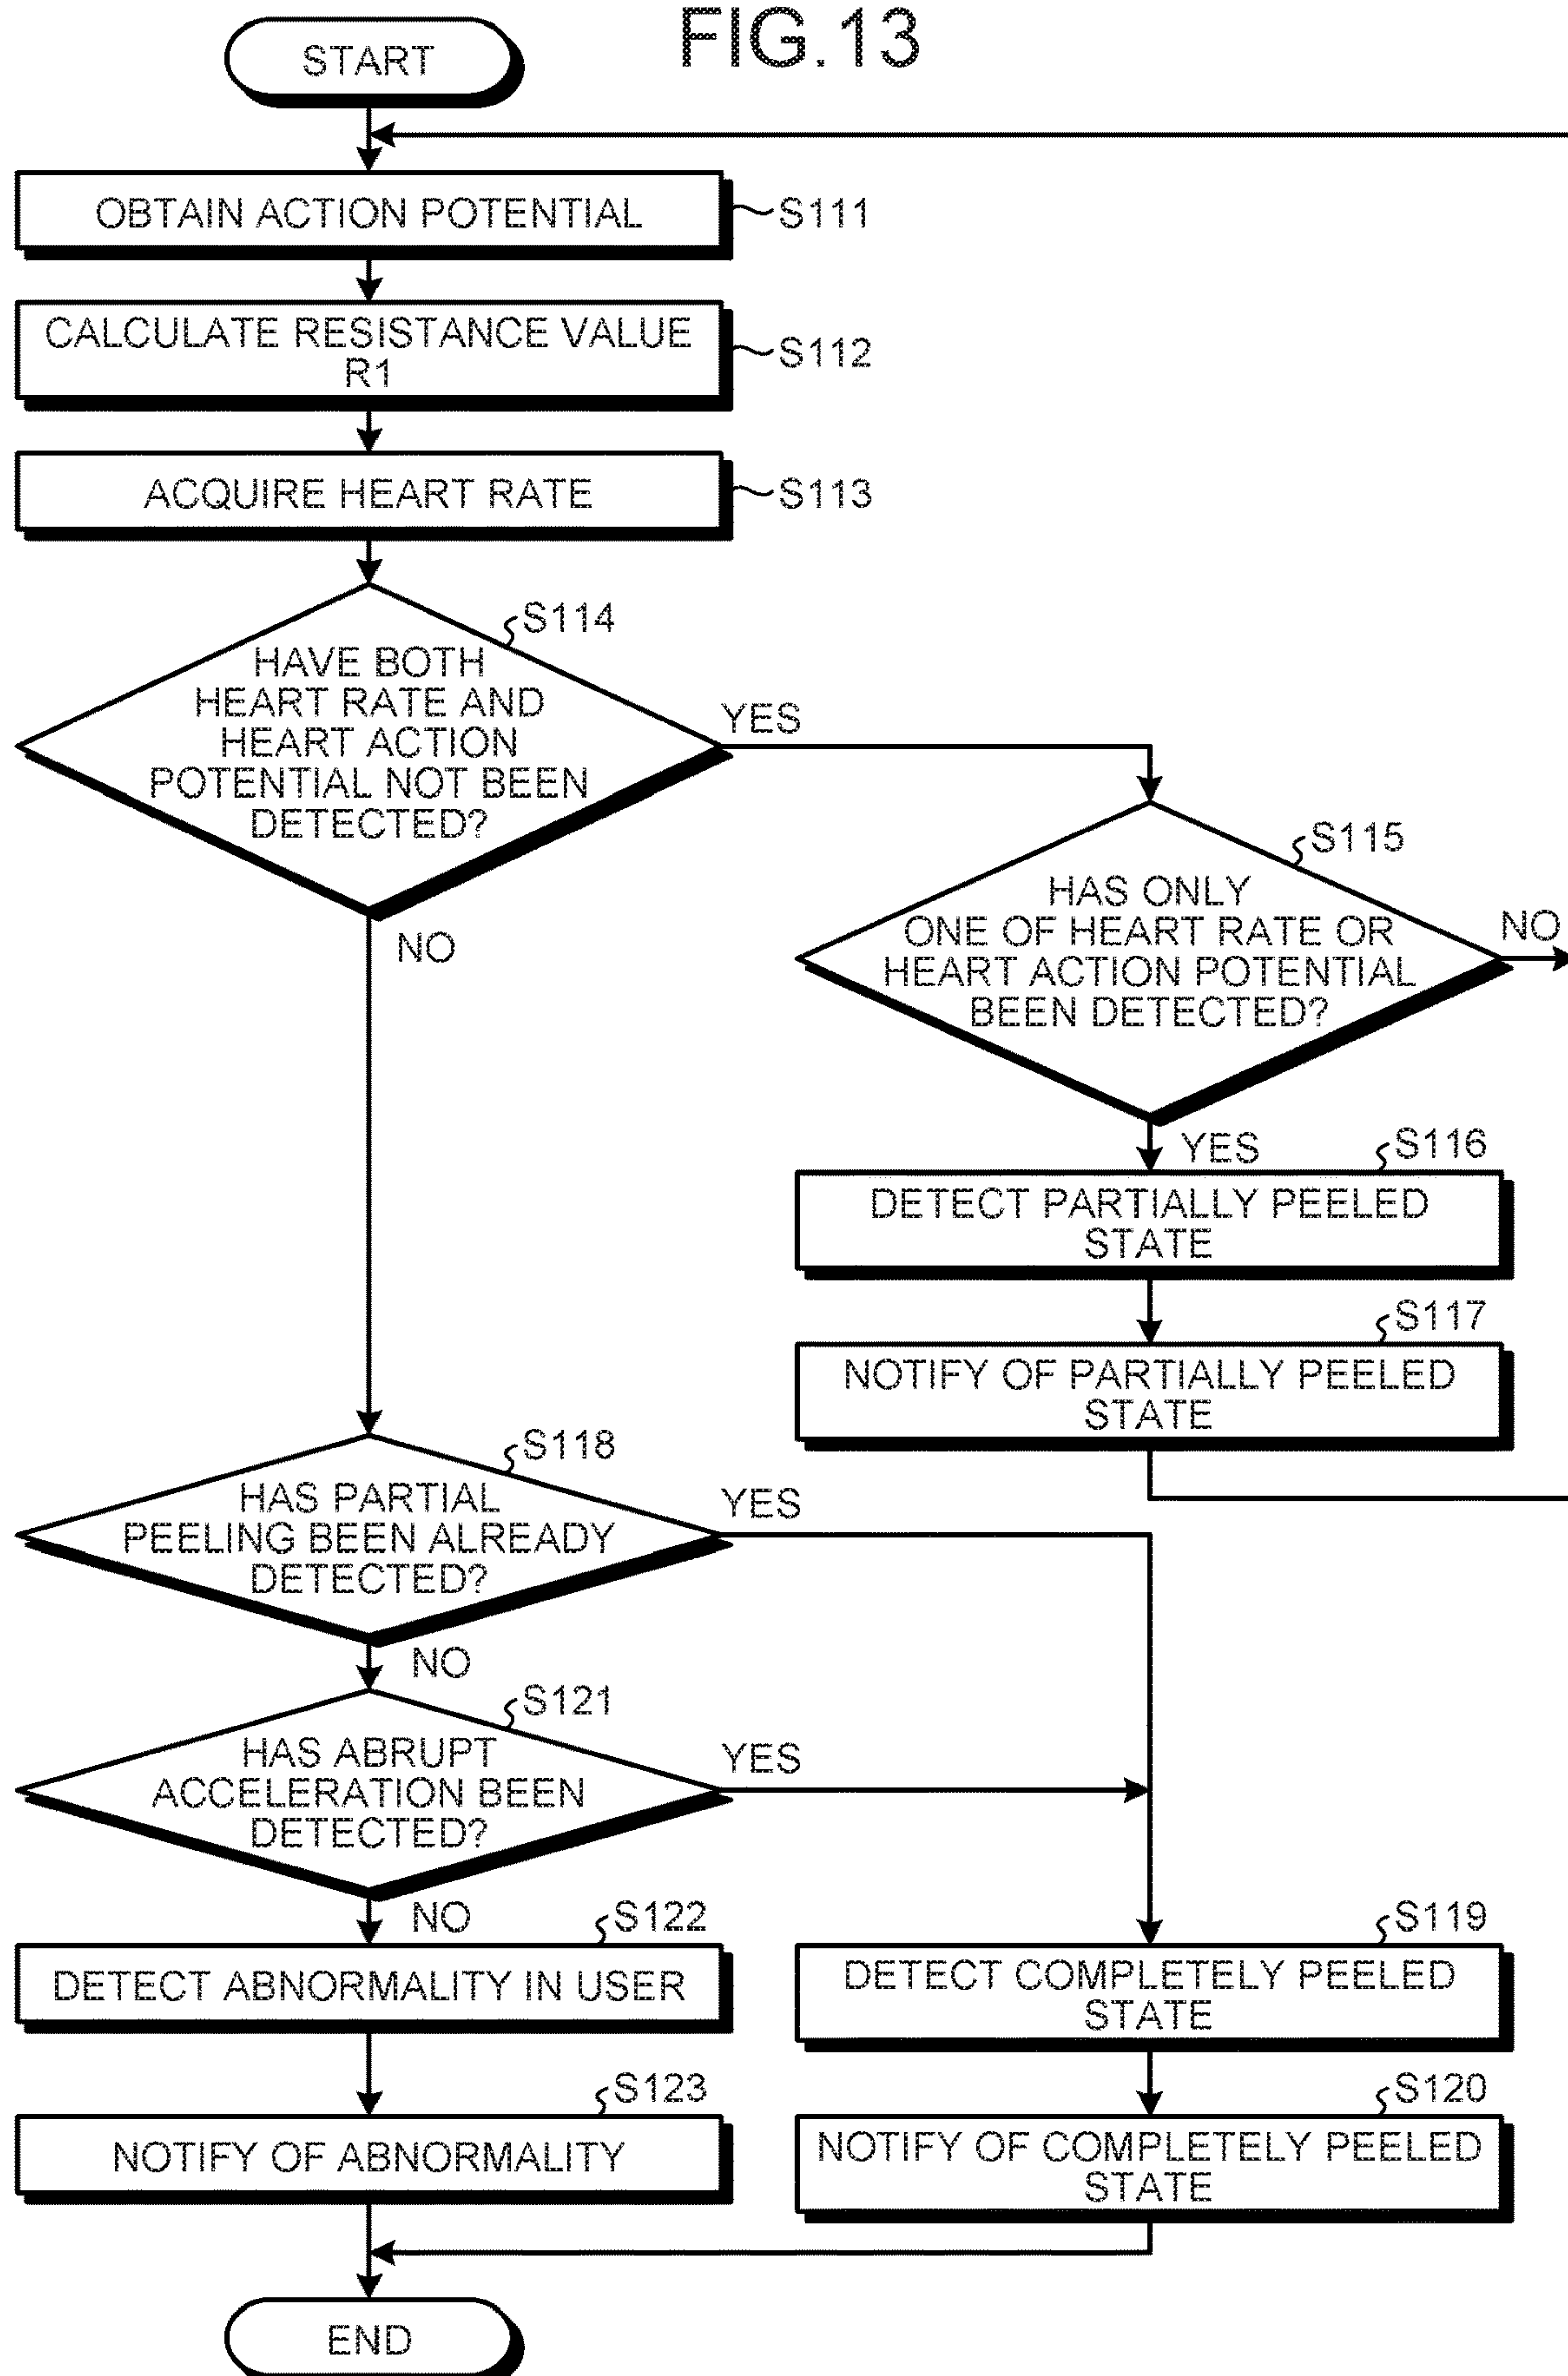 FIG.13
START
OBTAIN ACTION POTENTIAL
S111
CALCULATE RESISTANCE VALUE
R1
S112
ACQUIRE HEART RATE
S113
S114
HAVE BOTH
HEART RATE AND
HEART ACTION
POTENTIAL NOT BEEN
DETECTED?
YES
NO
S115
HAS ONLY
ONE OF HEART RATE OR
HEART ACTION POTENTIAL
BEEN DETECTED?
NO
YES
S116
DETECT PARTIALLY PEELED
STATE
S117
NOTIFY OF PARTIALLY PEELED
STATE
S118
HAS PARTIAL
PEELING BEEN ALREADY
DETECTED?
YES
NO
S121
HAS ABRUPT
ACCELERATION BEEN
DETECTED?
YES
NO
S122
DETECT ABNORMALITY IN USER
S119
DETECT COMPLETELY PEELED
STATE
S123
NOTIFY OF ABNORMALITY
S120
NOTIFY OF COMPLETELY PEELED
STATE
END